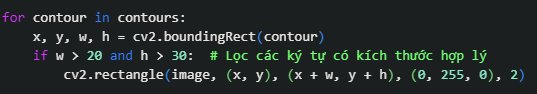 for contour in contours:
    x, y, w, h = cv2.boundingRect(contour)
    if w > 20 and h > 30:  # Lọc các ký tự có kích thước hợp lý
        cv2.rectangle(image, (x, y), (x + w, y + h), (0, 255, 0), 2)